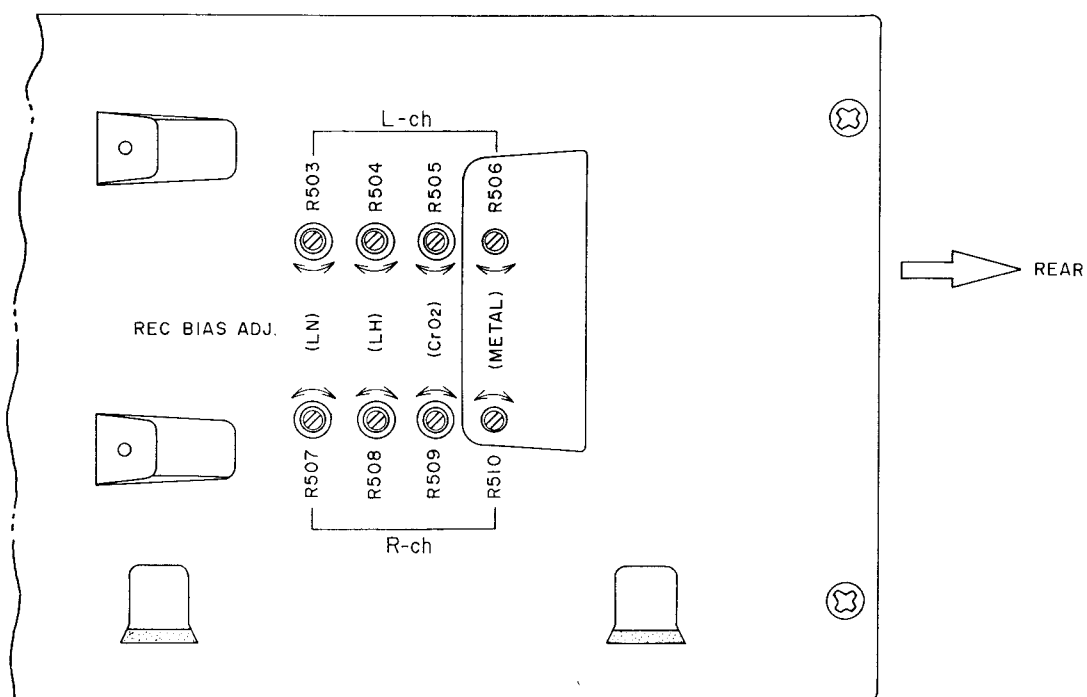 L-ch
R503
R504
R505
R506
REAR
REC BIAS ADJ.
(LN)
(LH)
(CrO2)
(METAL)
R507
R508
R509
R510
R-ch